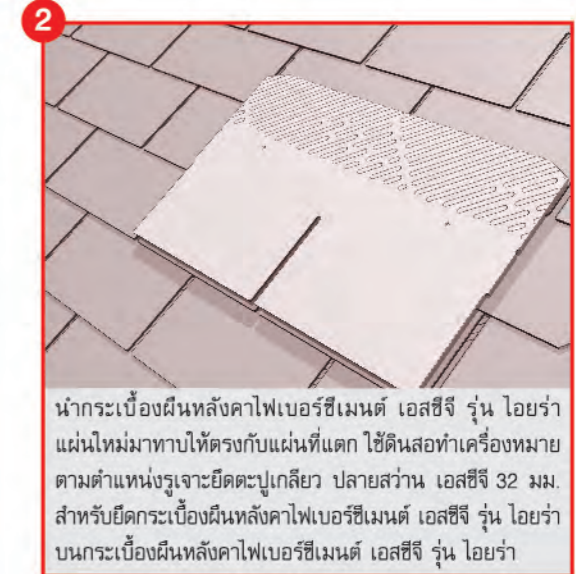 2
นำกระเบื้องผืนหลังคาไฟเบอร์ซีเมนต์ เอสซีจี รุ่น ไอยร่า
แผ่นใหม่มาทาบให้ตรงกับแผ่นที่แตก ใช้ดินสอทำเครื่องหมาย
ตามตำแหน่งรูเจาะยึดตะปูเกลียว ปลายสว่าน เอสซีจี 32 มม.
สำหรับยึดกระเบื้องผืนหลังคาไฟเบอร์ซีเมนต์ เอสซีจี รุ่น ไอยร่า
บนกระเบื้องผืนหลังคาไฟเบอร์ซีเมนต์ เอสซีจี รุ่น ไอยร่า